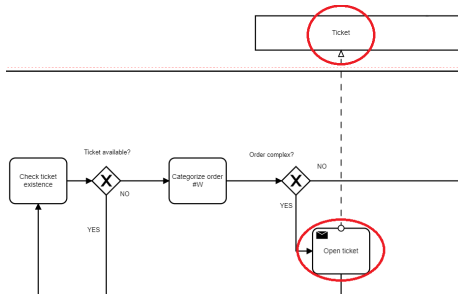 Ticket
Ticket available?
Order complex?
NO
Check ticket
existence
Categorize order
#W
NO
YES
YES
Open ticket